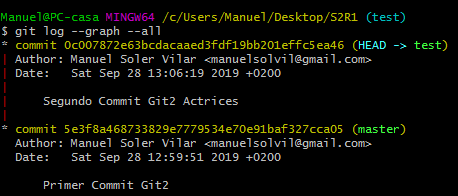 Manuel@PC-casa MINGW64 /c/Users/Manuel/Desktop/S2R1 (test)
$ git log --graph --all
* commit 0c007872e63bcdacaaed3fdf19bb201effc5ea46 (HEAD -> test)
| Author: Manuel Soler Vilar <manuelsolvil@gmail.com>
| Date:   Sat Sep 28 13:06:19 2019 +0200
|
|     Segundo Commit Git2 Actrices
|
* commit 5e3f8a468733829e7779534e70e91baf327cca05 (master)
  Author: Manuel Soler Vilar <manuelsolvil@gmail.com>
  Date:   Sat Sep 28 12:59:51 2019 +0200

      Primer Commit Git2